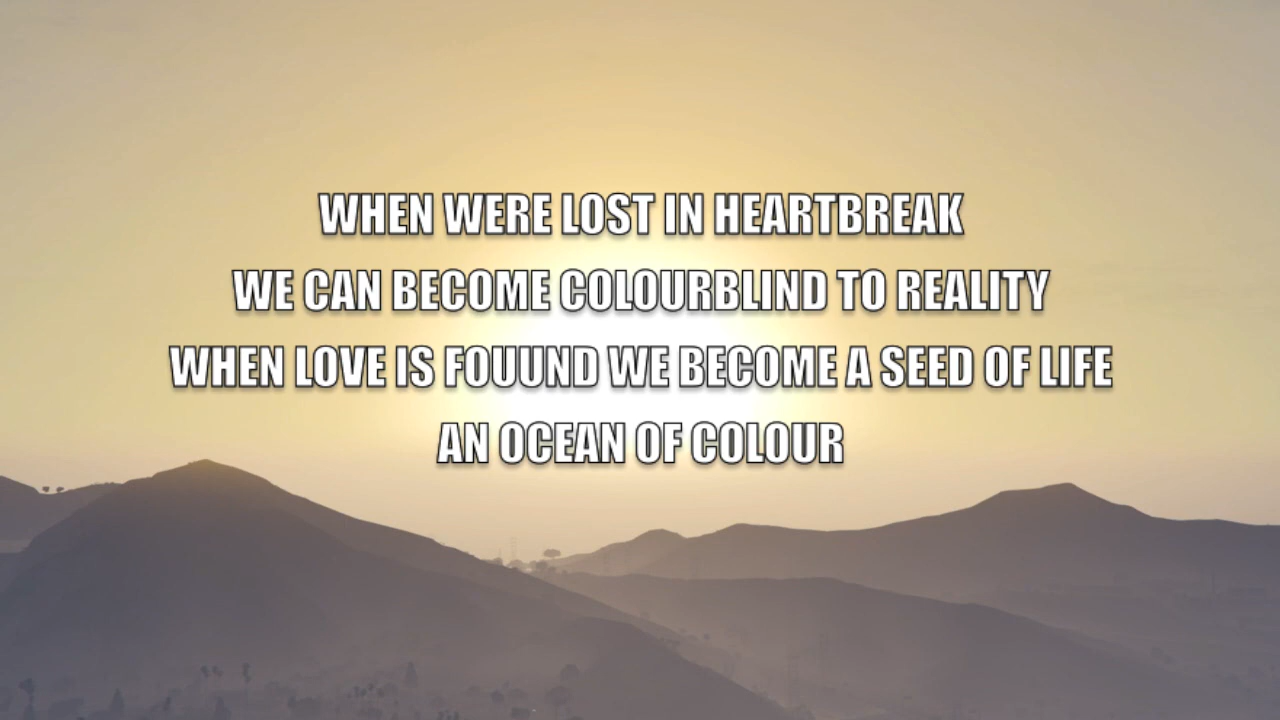 WHEN WERE LOST IN HEARTBREAK
WE CAN BECOME COLOURBLIND TO REALITY
WHEN LOVE IS FOUUND WE BECOME A SEED OF LIFE
AN OCEAN OF COLOUR